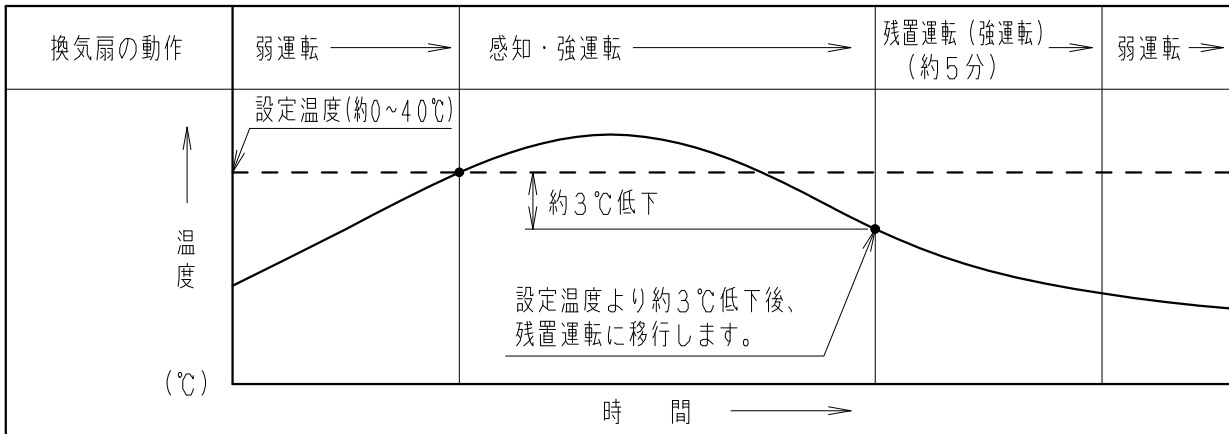 換気扇の動作
弱運転
感知・強運転
残置運転(強運転)
(約5分)
弱運転
設定温度(約0~40℃)
約3℃低下
温度
設定温度より約3℃低下後、
残置運転に移行します。
(℃)
時 間